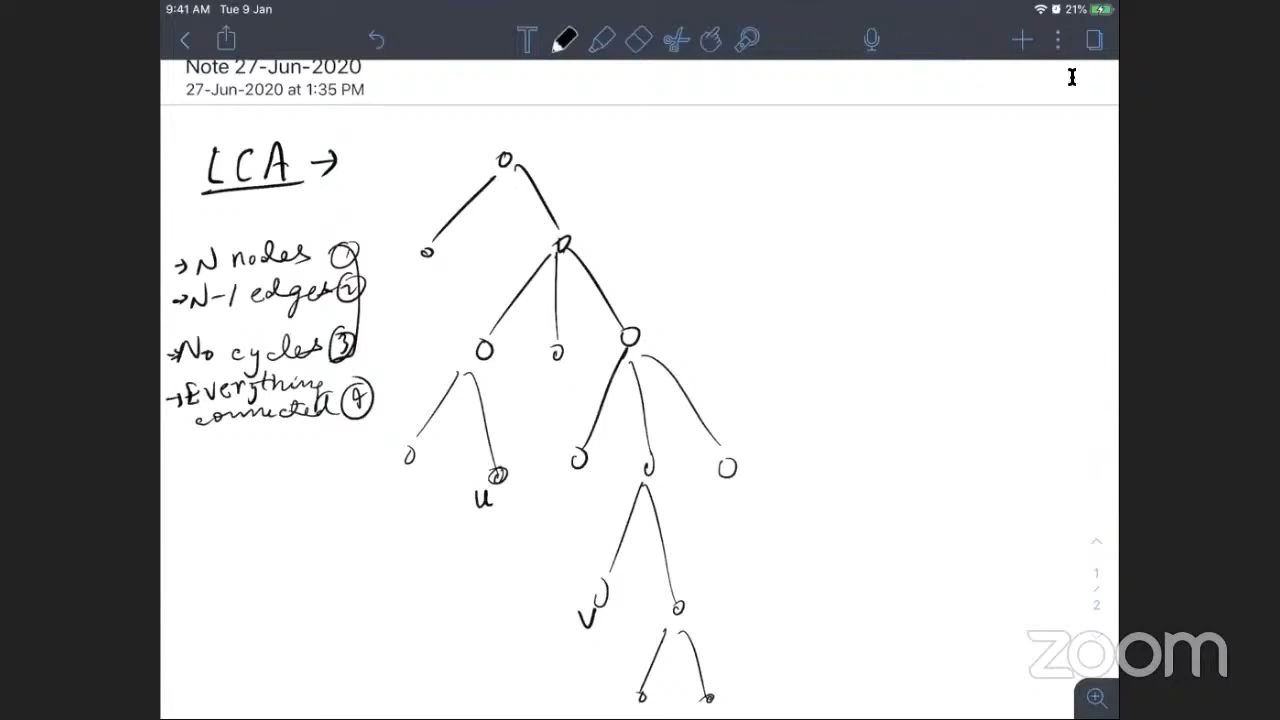 9:41 AM Tue 9 Jan
21%
T
Note 27-Jun-2020
27-Jun-2020 at 1:35 PM
LCA →
→ N nodes 1
→ N-1 edges 2
→ No cycles 3
→ Everything
connected 4
u
v
1
/
2
zoom